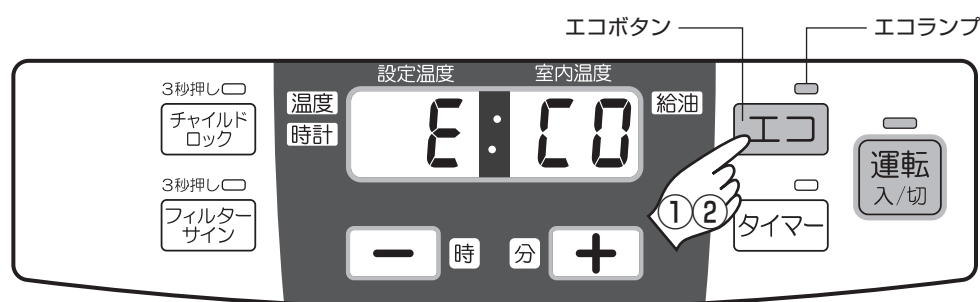 エコボタン
エコランプ
設定温度
室内温度
3秒押し
チャイルド
ロック
温度
時計
E:CO
給油
エコ
運転
入/切
3秒押し
フィルター
サイン
− 時 分 +
①②
タイマー